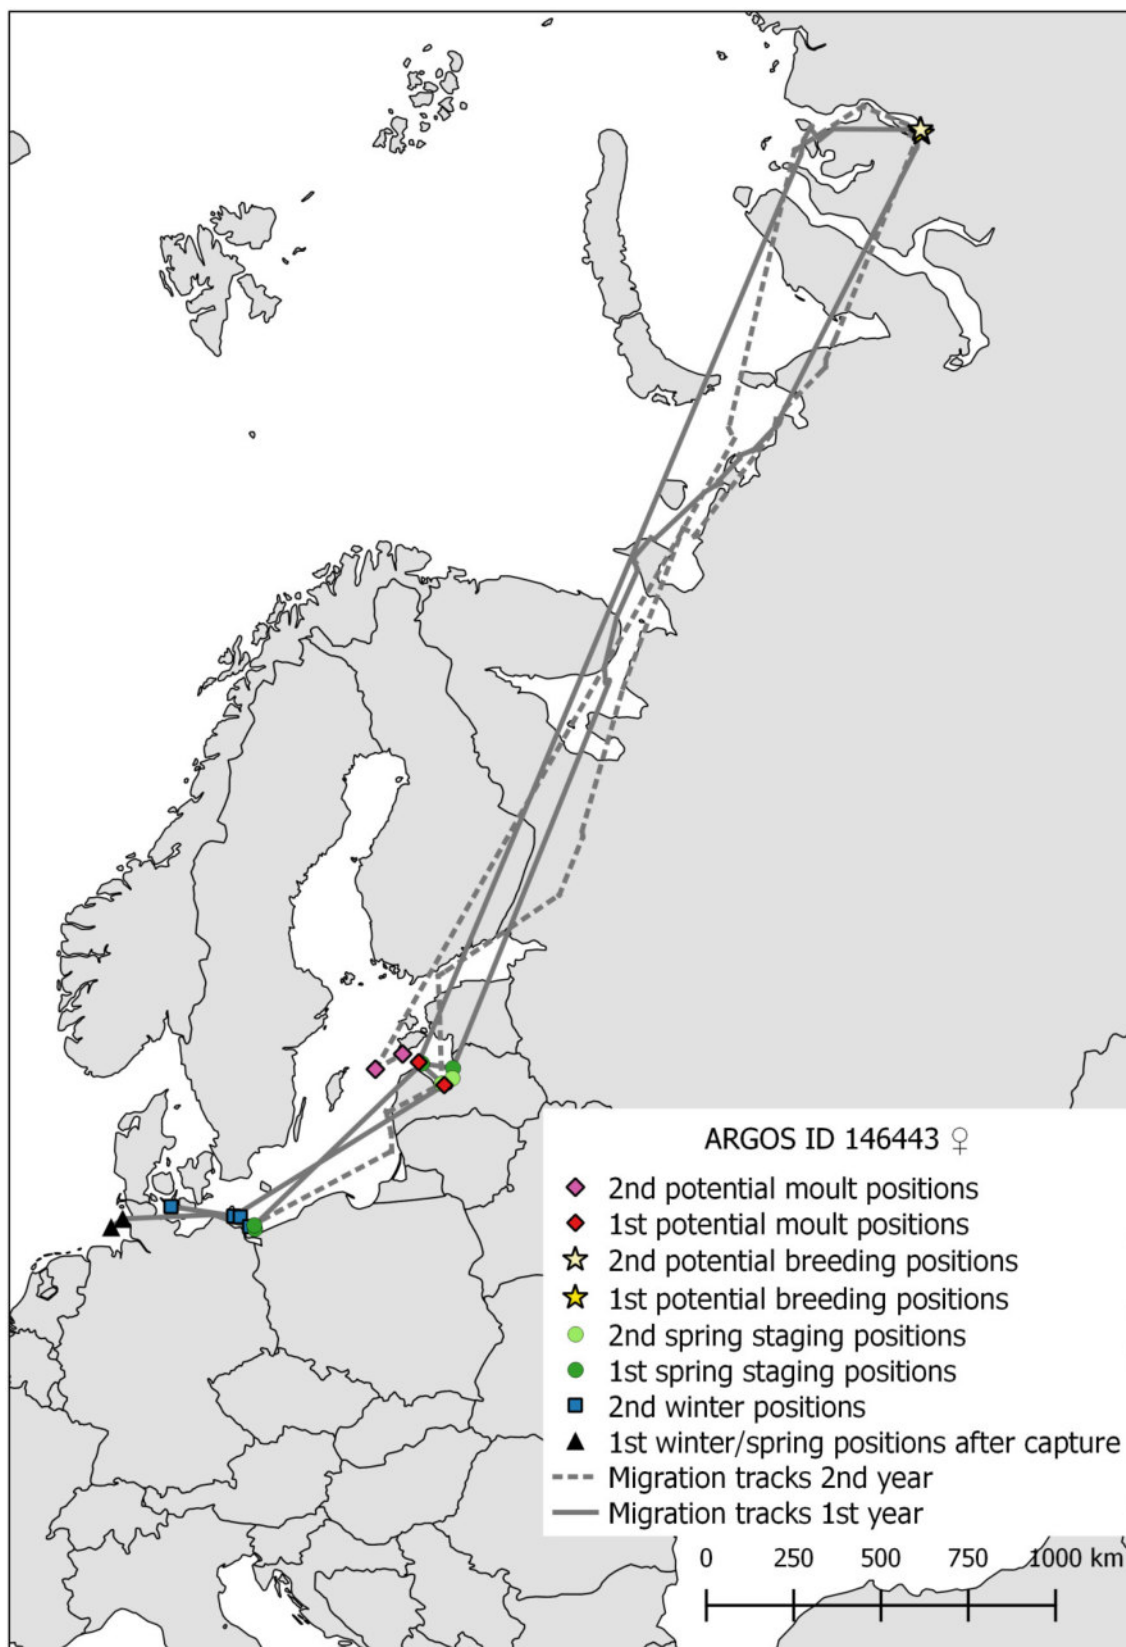 ARGOS ID 146443 ♀
2nd potential moult positions
1st potential moult positions
2nd potential breeding positions
1st potential breeding positions
2nd spring staging positions
1st spring staging positions
2nd winter positions
1st winter/spring positions after capture
Migration tracks 2nd year
Migration tracks 1st year
0 250 500 750 1000 km